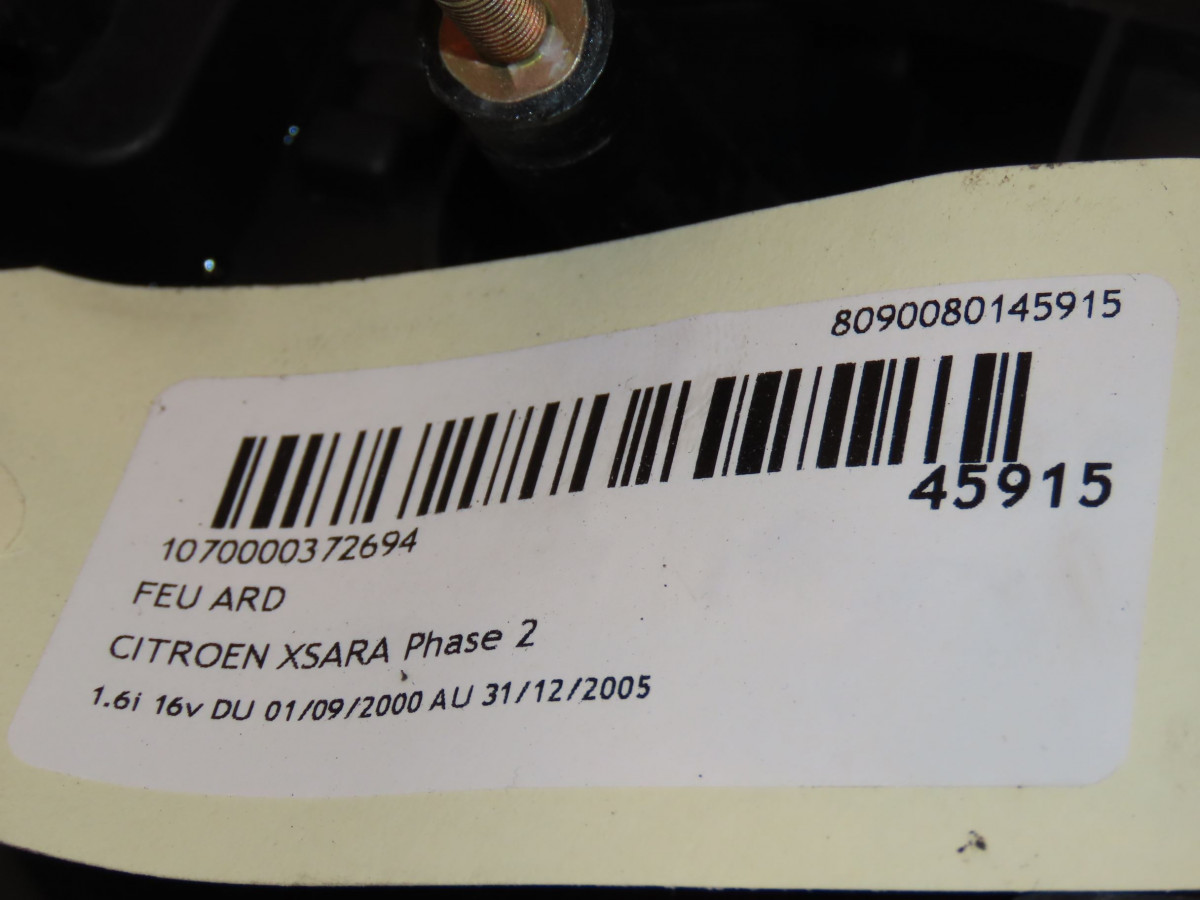 8090080145915
45915
1070000372694
FEU ARD
CITROEN XSARA Phase 2
1.6i 16v DU 01/09/2000 AU 31/12/2005